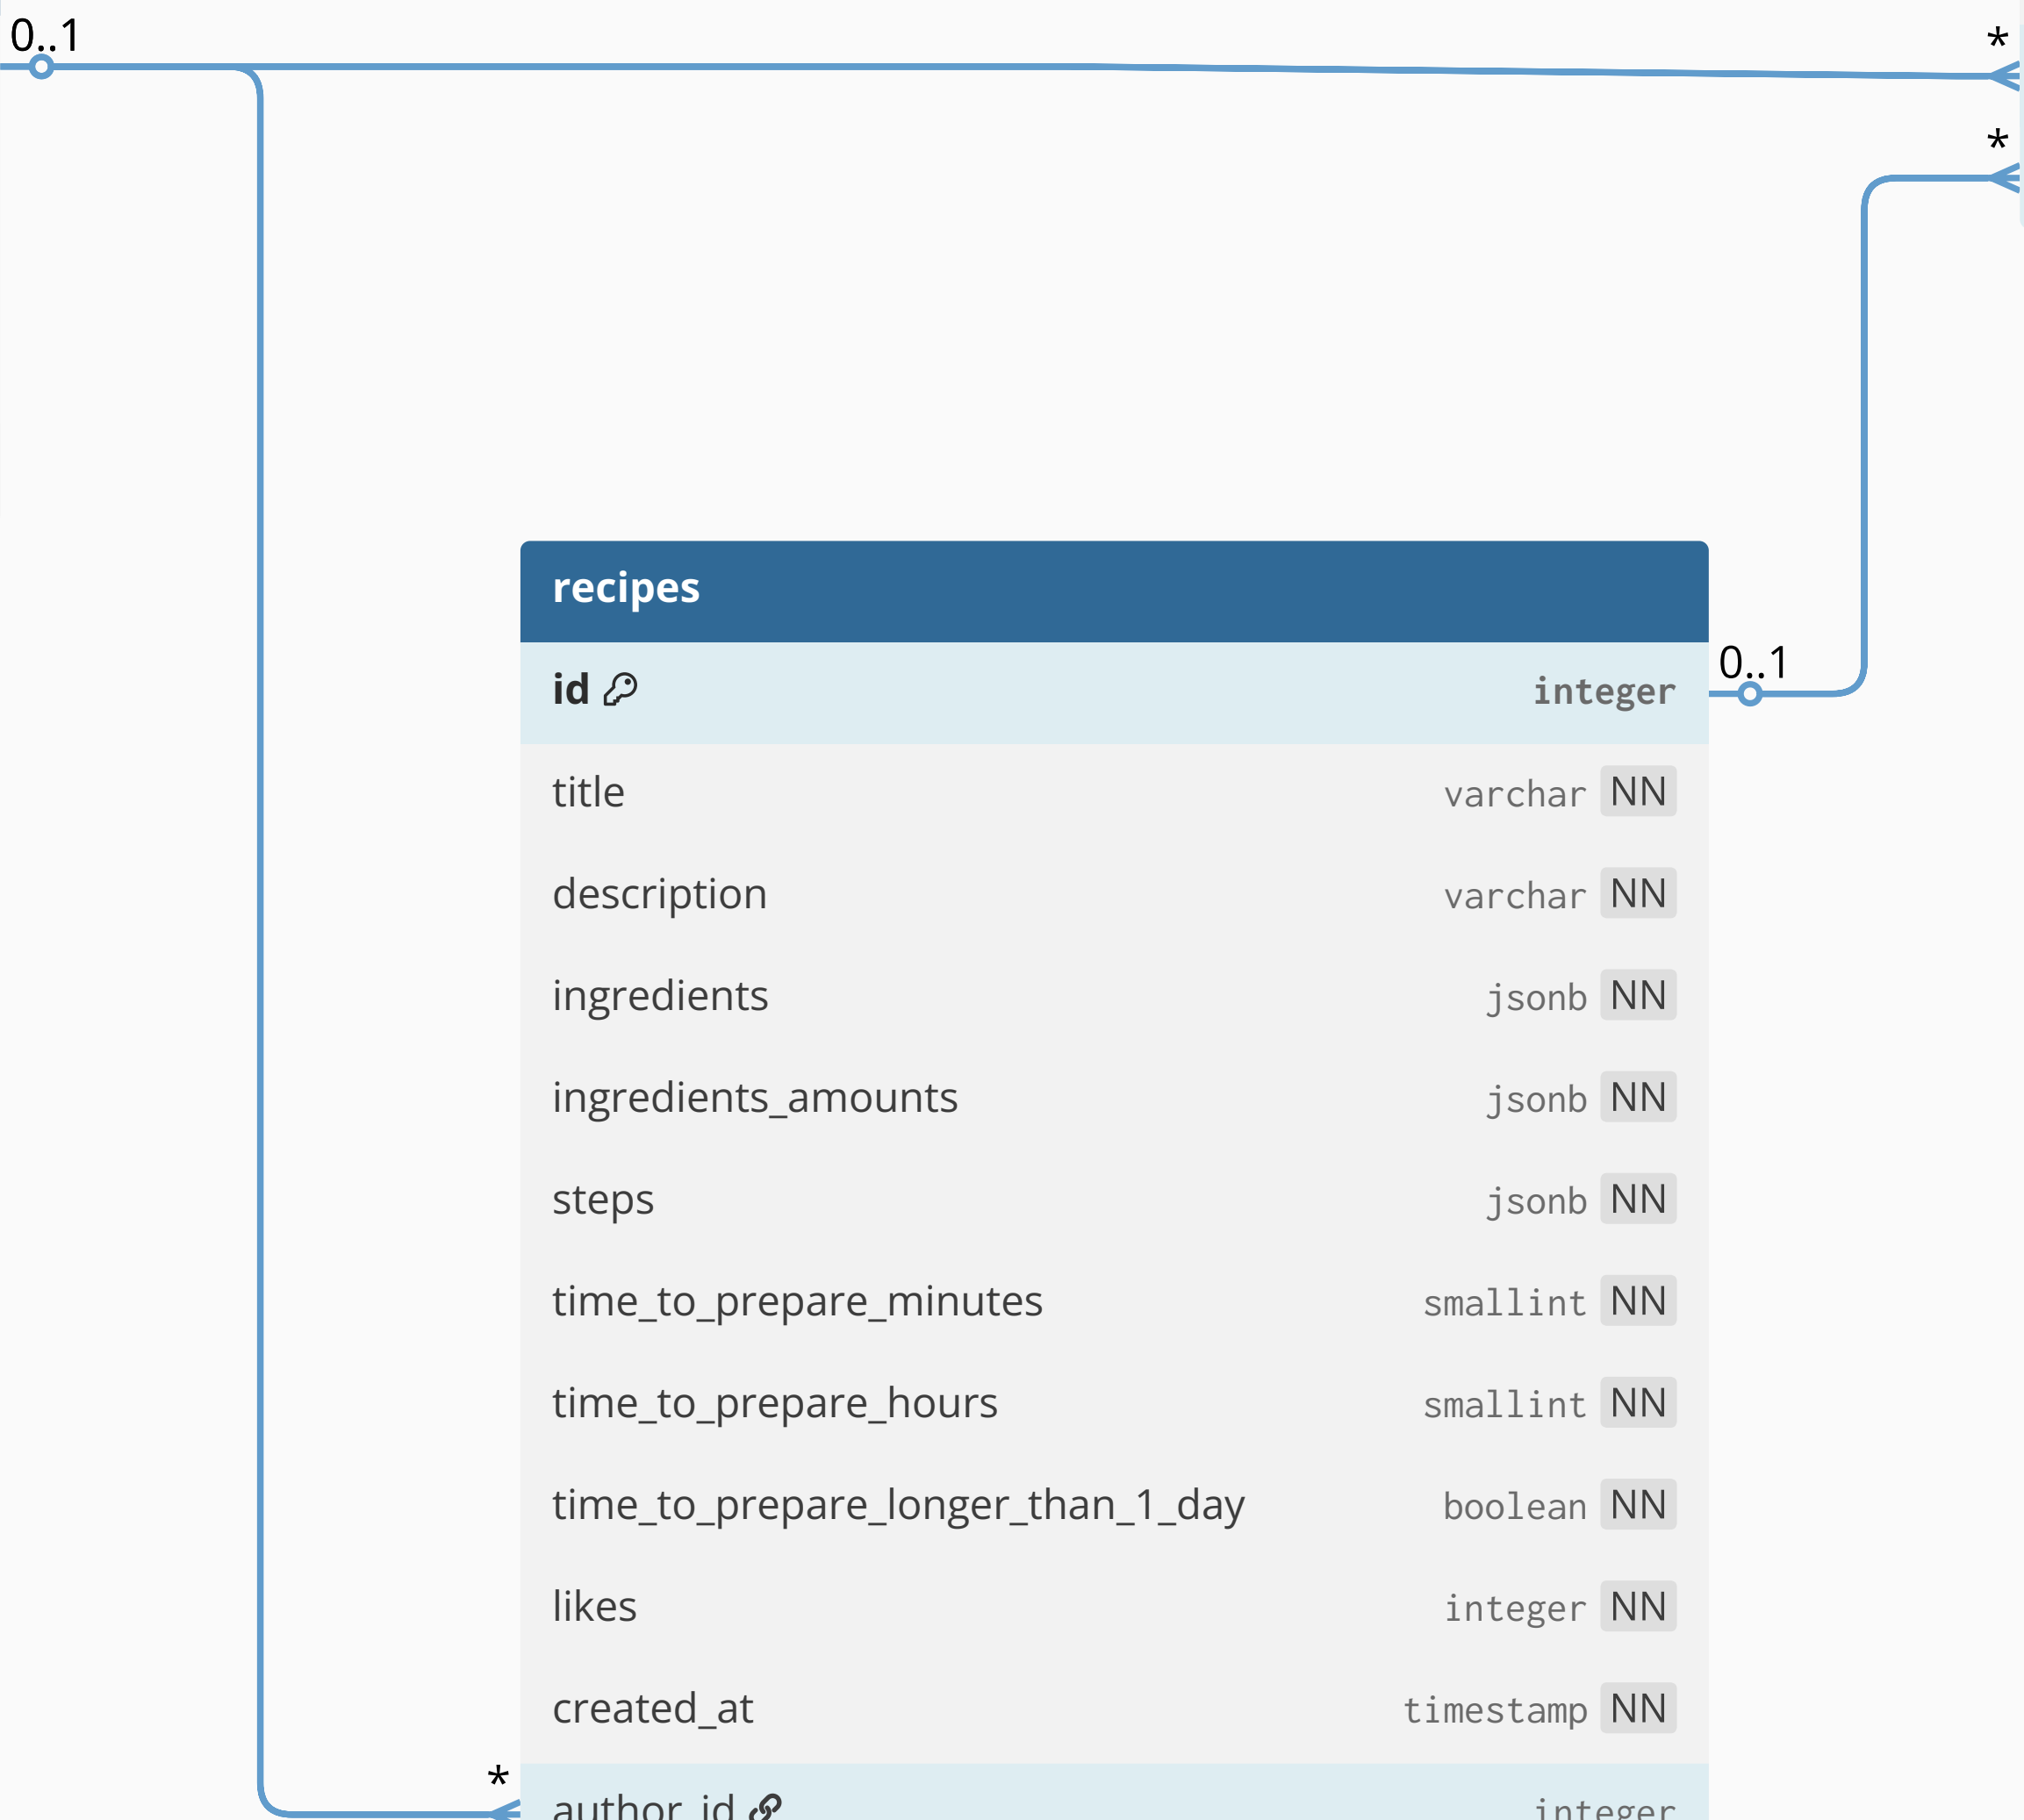 0..1
*
*
recipes
0..1
id integer
title varchar NN
description varchar NN
ingredients jsonb NN
ingredients_amounts jsonb NN
steps jsonb NN
time_to_prepare_minutes smallint NN
time_to_prepare_hours smallint NN
time_to_prepare_longer_than_1_day boolean NN
likes integer NN
created_at timestamp NN
*
author_id integer